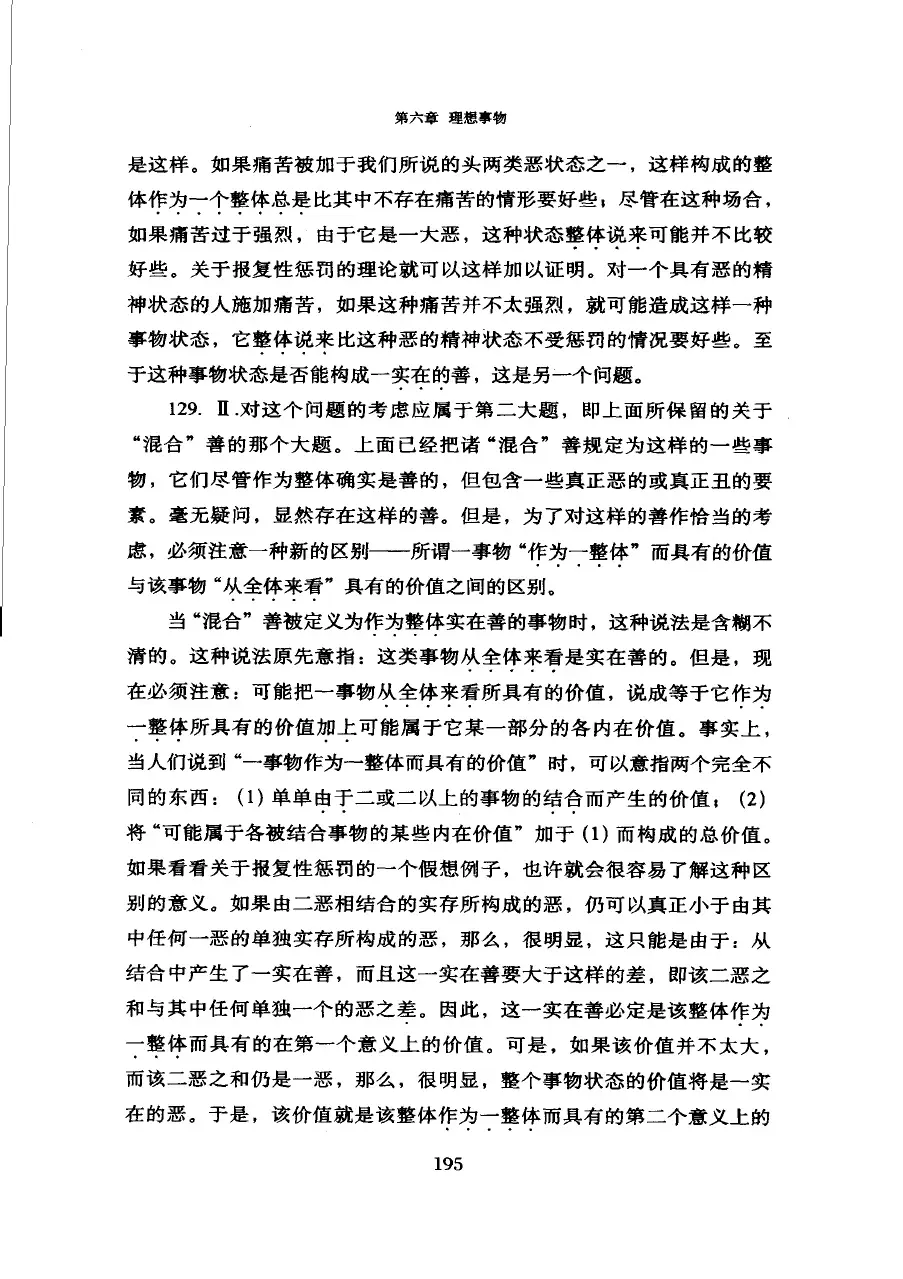 第六章 理想事物
是这样。如果痛苦被加于我们所说的头两类恶状态之一，这样构成的整
体作为一个整体总是比其中不存在痛苦的情形要好些；尽管在这种场合，
如果痛苦过于强烈，由于它是一大恶，这种状态整体说来可能并不比较
好些。关于报复性惩罚的理论就可以这样加以证明。对一个具有恶的精
神状态的人施加痛苦，如果这种痛苦并不太强烈，就可能造成这样一种
事物状态，它整体说来比这种恶的精神状态不受惩罚的情况要好些。至
于这种事物状态是否能构成一实在的善，这是另一个问题。
129. Ⅱ.对这个问题的考虑应属于第二大题，即上面所保留的关于
“混合”善的那个大题。上面已经把诸“混合”善规定为这样的一些事
物，它们尽管作为整体确实是善的，但包含一些真正恶的或真正丑的要
素。毫无疑问，显然存在这样的善。但是，为了对这样的善作恰当的考
虑，必须注意一种新的区别——所谓一事物“作为一整体”而具有的价值
与该事物“从全体来看”具有的价值之间的区别。
当“混合”善被定义为作为整体实在善的事物时，这种说法是含糊不
清的。这种说法原先意指：这类事物从全体来看是实在善的。但是，现
在必须注意：可能把一事物从全体来看所具有的价值，说成等于它作为
一整体所具有的价值加上可能属于它某一部分的各内在价值。事实上，
当人们说到“一事物作为一整体而具有的价值”时，可以意指两个完全不
同的东西：(1)单单由于二或二以上的事物的结合而产生的价值；(2)
将“可能属于各被结合事物的某些内在价值”加于(1)而构成的总价值。
如果看看关于报复性惩罚的一个假想例子，也许就会很容易了解这种区
别的意义。如果由二恶相结合的实存所构成的恶，仍可以真正小于由其
中任何一恶的单独实存所构成的恶，那么，很明显，这只能是由于：从
结合中产生了一实在善，而且这一实在善要大于这样的差，即该二恶之
和与其中任何单独一个的恶之差。因此，这一实在善必定是该整体作为
一整体而具有的在第一个意义上的价值。可是，如果该价值并不太大，
而该二恶之和仍是一恶，那么，很明显，整个事物状态的价值将是一实
在的恶。于是，该价值就是该整体作为一整体而具有的第二个意义上的
195